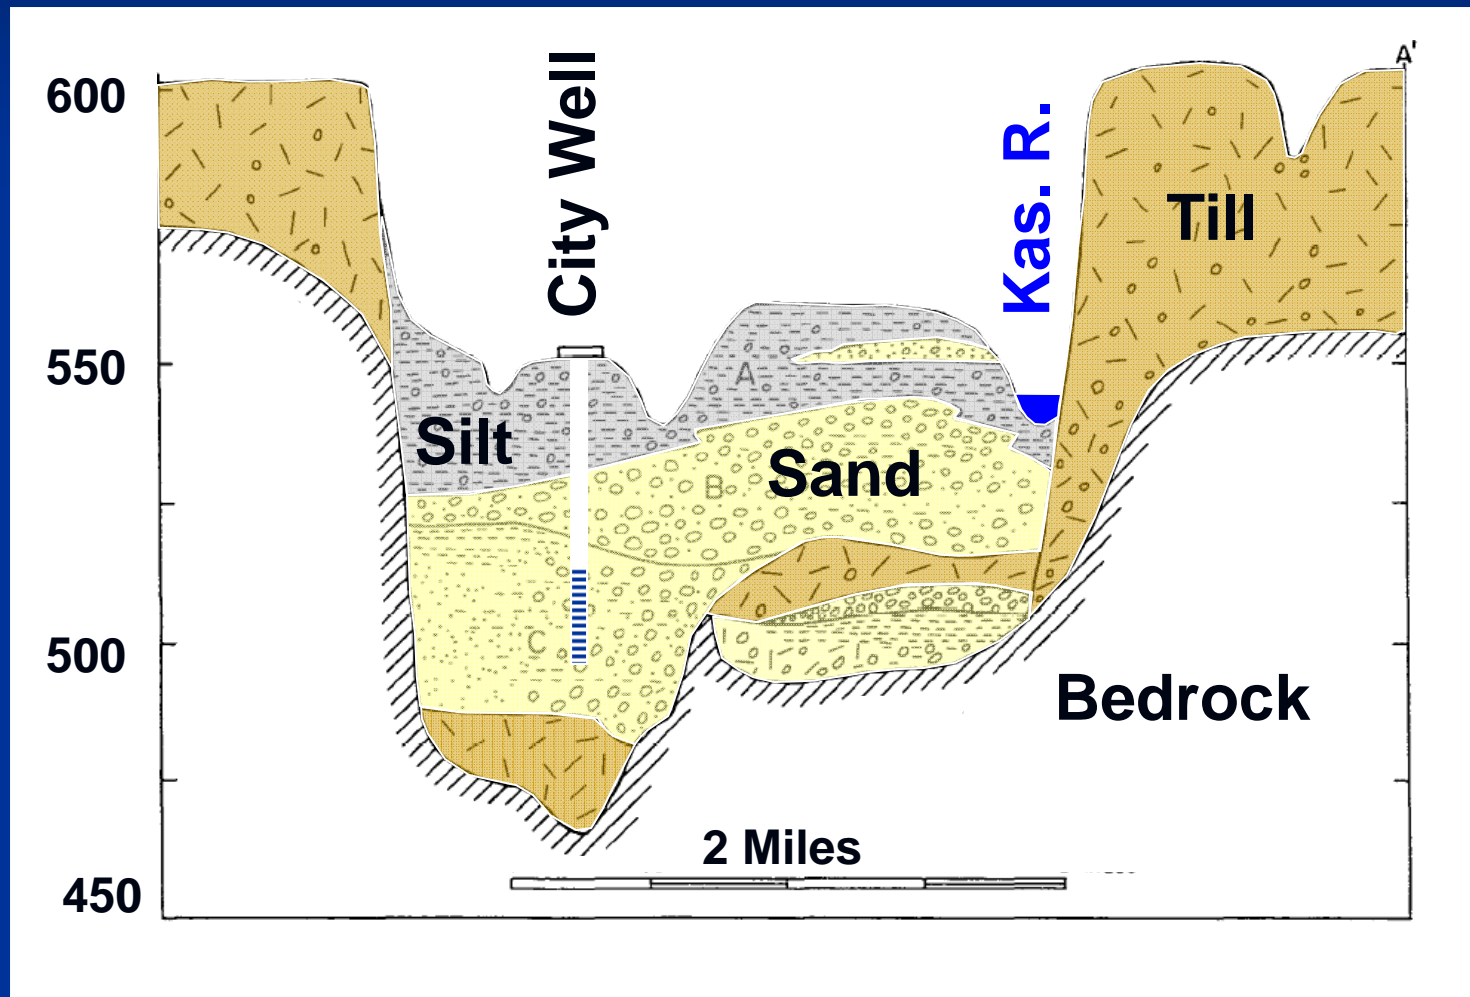 A'
600
City Well
Kas. R.
Till
550
A
Silt
Sand
B
500
C
Bedrock
2 Miles
450